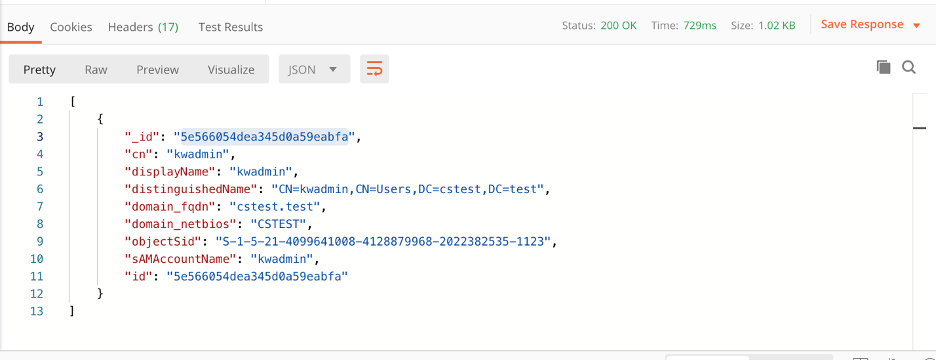 Body Cookies Headers (17) Test Results Status: 200 OK Time: 729ms Size: 1.02 KB Save Response
Pretty Raw Preview Visualize JSON
1 [
2 {
3 "_id": "5e566054dea345d0a59eabfa",
4 "cn": "kwadmin",
5 "displayName": "kwadmin",
6 "distinguishedName": "CN=kwadmin,CN=Users,DC=cstest,DC=test",
7 "domain_fqdn": "cstest.test",
8 "domain_netbios": "CSTEST",
9 "objectSid": "S-1-5-21-4099641008-4128879968-2022382535-1123",
10 "sAMAccountName": "kwadmin",
11 "id": "5e566054dea345d0a59eabfa"
12 }
13 ]